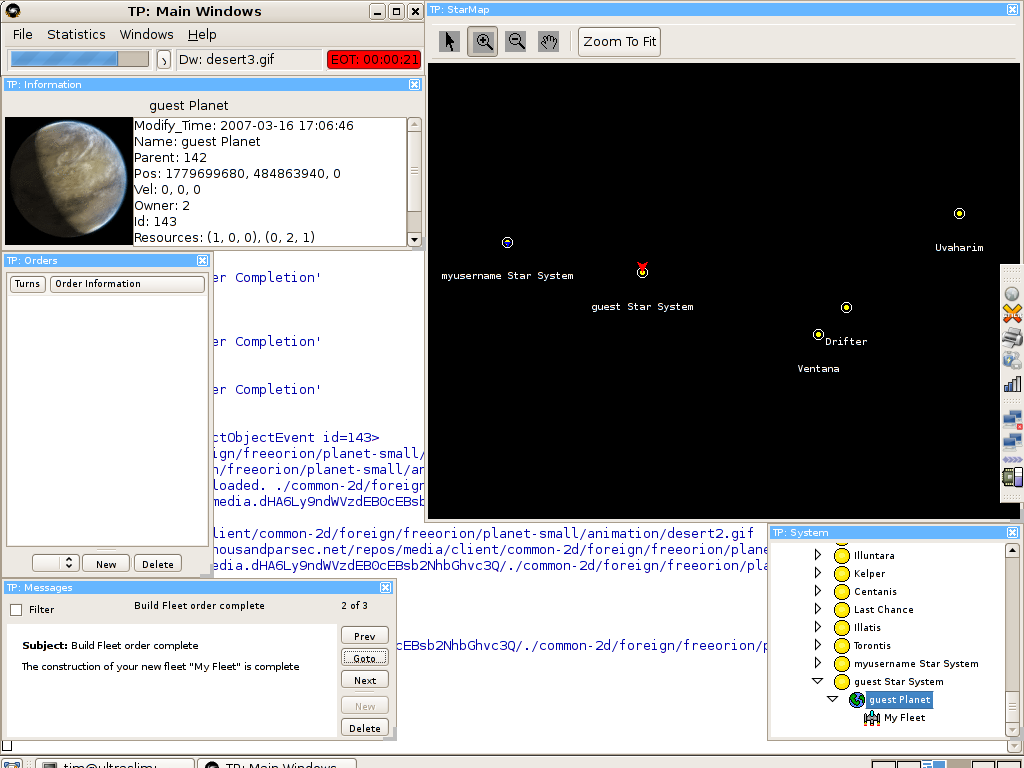 TP: Main Windows
File Statistics Windows Help
Dw: desert3.gif
EOT: 00:00:21
TP: Information
guest Planet
Modify_Time: 2007-03-16 17:06:46
Name: guest Planet
Parent: 142
Pos: 1779699680, 484863940, 0
Vel: 0, 0, 0
Owner: 2
Id: 143
Resources: (1, 0, 0), (0, 2, 1)
TP: StarMap
Zoom To Fit
Uvaharim
myusername Star System
guest Star System
Drifter
Ventana
TP: Orders
Turns
Order Information
New
Delete
er Completion'
er Completion'
er Completion'
ctObjectEvent id=143>
ign/freeorion/planet-small/
n/freeorion/planet-small/an
loaded. ./common-2d/foreign
media.dHA6Ly9ndWVzdEB0cEBsb
lient/common-2d/foreign/freeorion/planet-small/animation/desert2.gif
housandparsec.net/repos/media/client/common-2d/foreign/freeorion/plane
edia.dHA6Ly9ndWVzdEB0cEBsb2NhbGhvc3Q/./common-2d/foreign/freeorion/pla
cEBsb2NhbGhvc3Q/./common-2d/foreign/freeorion/p
TP: Messages
Filter
Build Fleet order complete
2 of 3
Subject: Build Fleet order complete
The construction of your new fleet "My Fleet" is complete
Prev
Goto
Next
New
Delete
TP: System
Illuntara
Kelper
Centanis
Last Chance
Illatis
Torontis
myusername Star System
guest Star System
guest Planet
My Fleet
tim@ultraslim:
TP: Main Windows